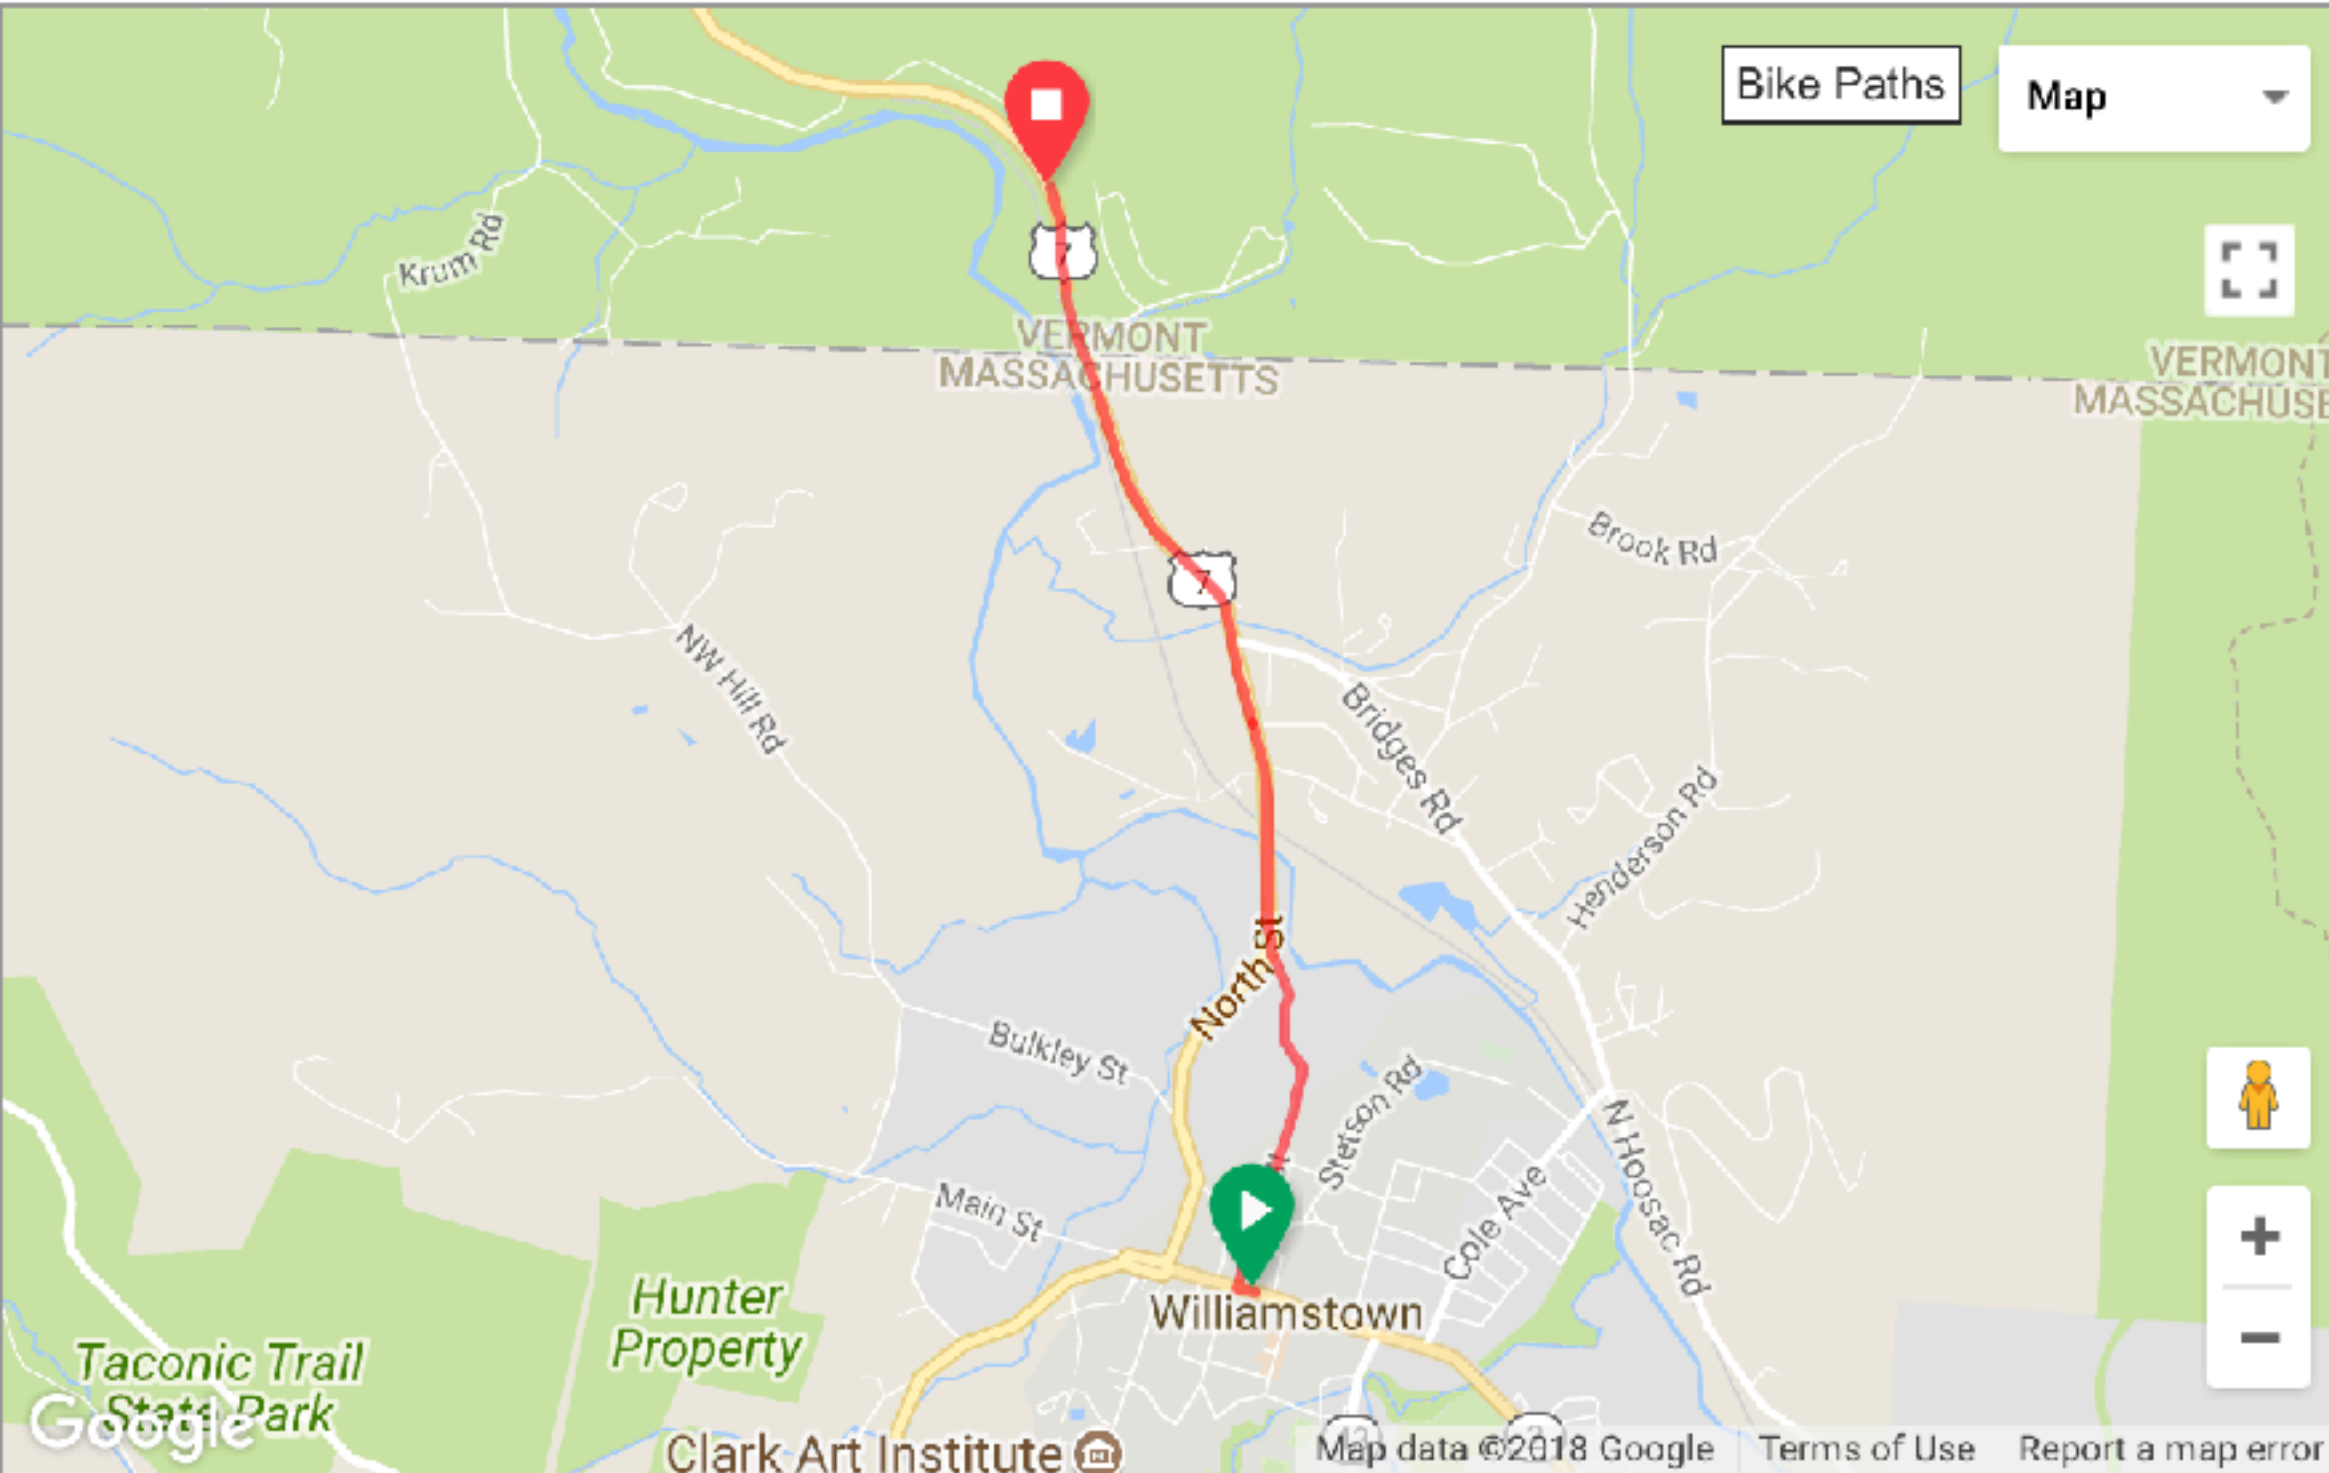 Bike Paths
Map
Krum Rd
7
VERMONT
MASSACHUSETTS
VERMONT
MASSACHUSE
Brook Rd
7
NW Hill Rd
Bridges Rd
Henderson Rd
North St
Bulkley St
Stetson Rd
N Hoosac Rd
Cole Ave
Main St
Hunter
Property
Williamstown
Taconic Trail
State Park
Google
Clark Art Institute
Map data ©2018 Google
Terms of Use
Report a map error